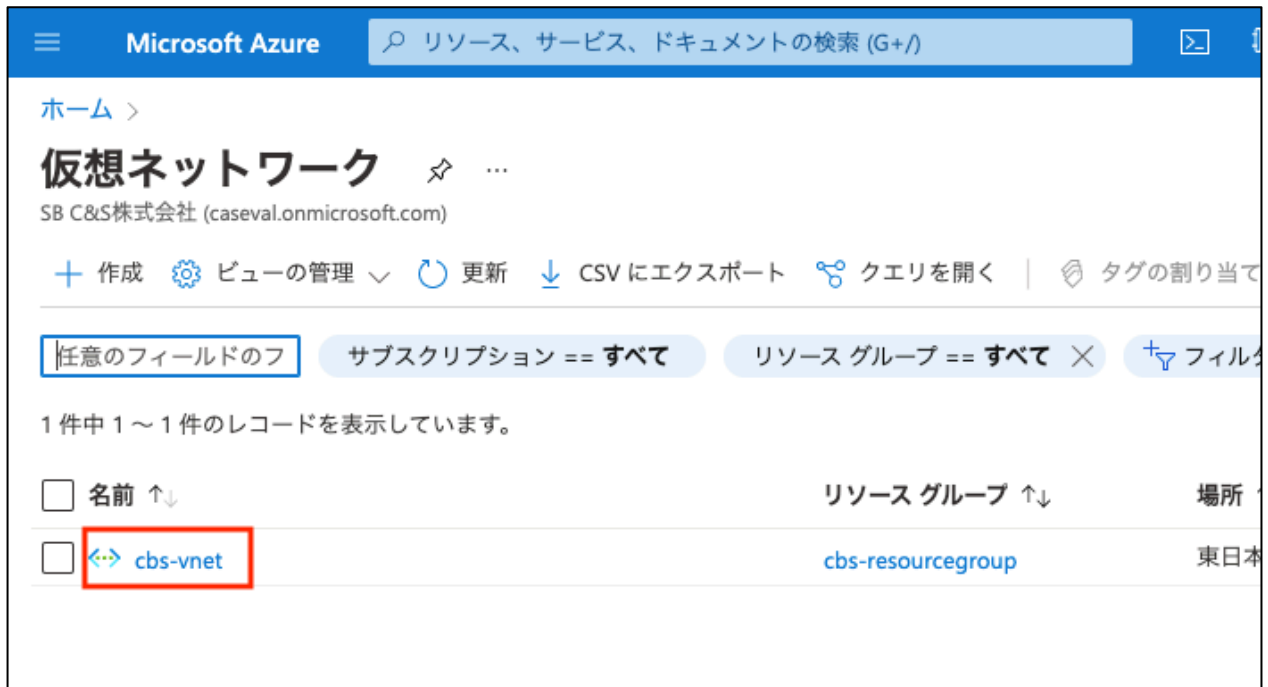 Microsoft Azure リソース、サービス、ドキュメントの検索 (G+/)
ホーム >
仮想ネットワーク ...
SB C&S株式会社 (caseval.onmicrosoft.com)
作成 ビューの管理 更新 CSV にエクスポート クエリを開く タグの割り当て
任意のフィールドのフ サブスクリプション == すべて リソース グループ == すべて フィルタ
1 件中 1 ~ 1 件のレコードを表示しています。
名前 ↑↓ リソース グループ ↑↓ 場所
cbs-vnet cbs-resourcegroup 東日本